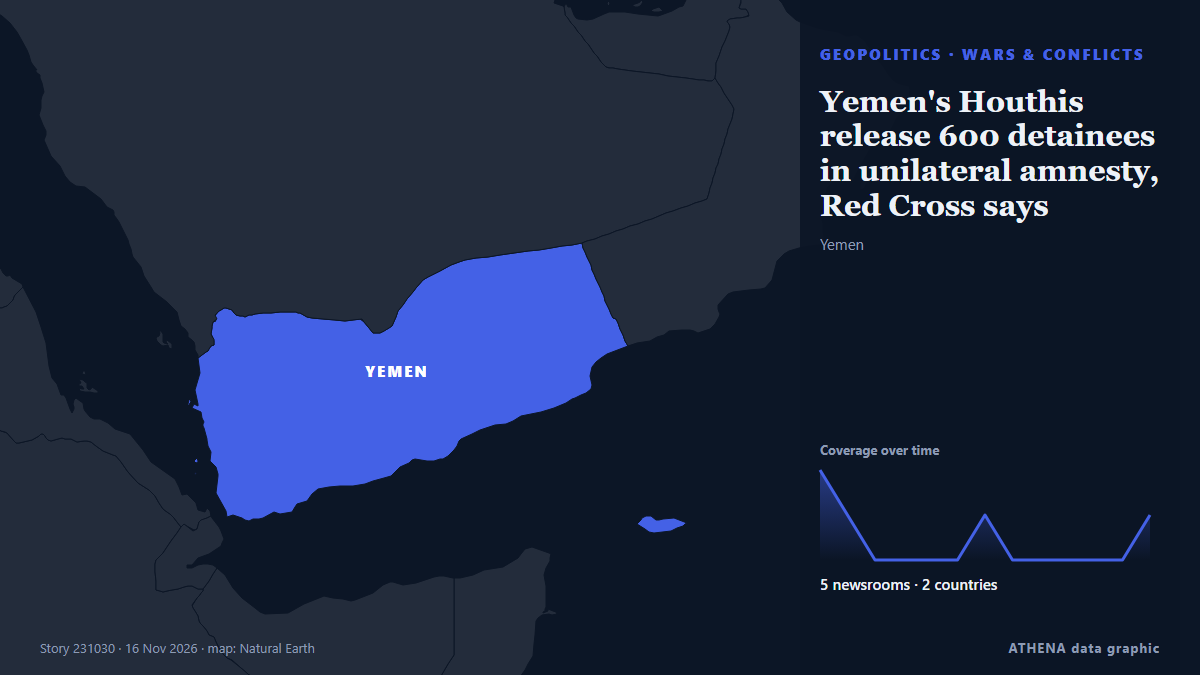 GEOPOLITICS · WARS & CONFLICTS
Yemen's Houthis
release 600 detainees
in unilateral amnesty,
Red Cross says
Yemen
YEMEN
Coverage over time
5 newsrooms · 2 countries
Story 231030 · 16 Nov 2026 · map: Natural Earth
ATHENA data graphic